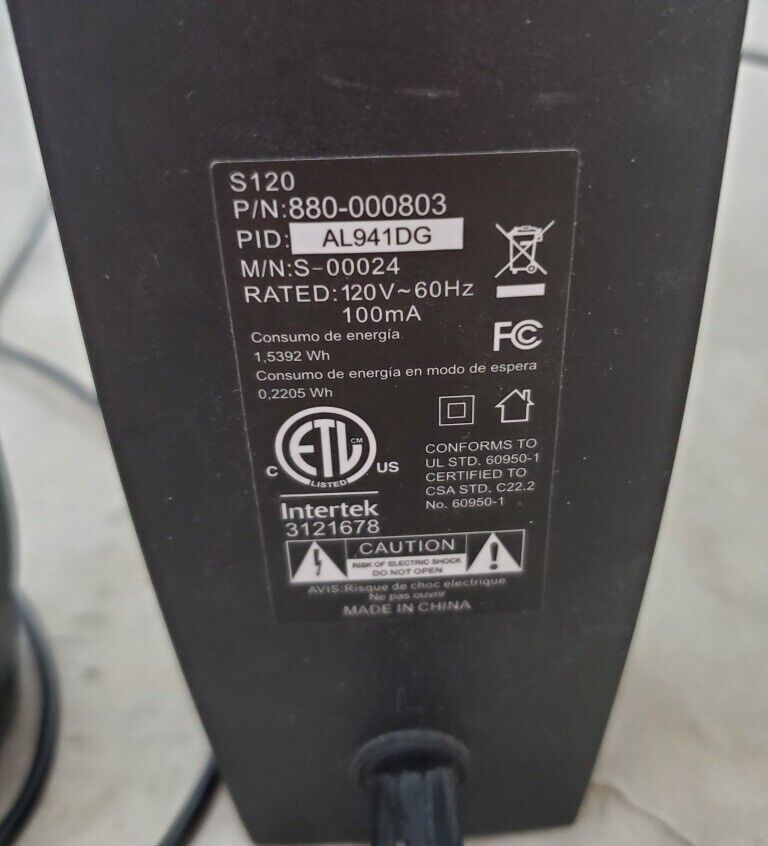 S120
P/N:880-000803
PID: AL941DG
M/N:S-00024
RATED:120V~60Hz
100mA
Consumo de energía
1,5392 Wh
Consumo de energía en modo de espera
0,2205 Wh
FC
ETL CM
LISTED
C US
Intertek
3121678
CONFORMS TO
UL STD. 60950-1
CERTIFIED TO
CSA STD. C22.2
No. 60950-1
CAUTION
RISK OF ELECTRIC SHOCK
DO NOT OPEN
AVIS:Risque de choc electrique
Ne pas ouvrir
MADE IN CHINA